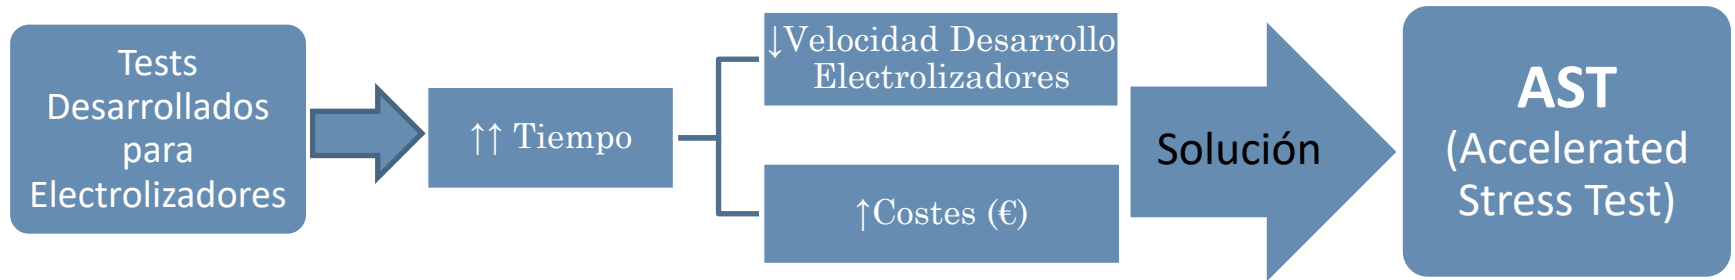 Tests
Desarrollados
para
Electrolizadores
↑↑ Tiempo
↓Velocidad Desarrollo
Electrolizadores
↑Costes (€)
Solución
AST
(Accelerated
Stress Test)